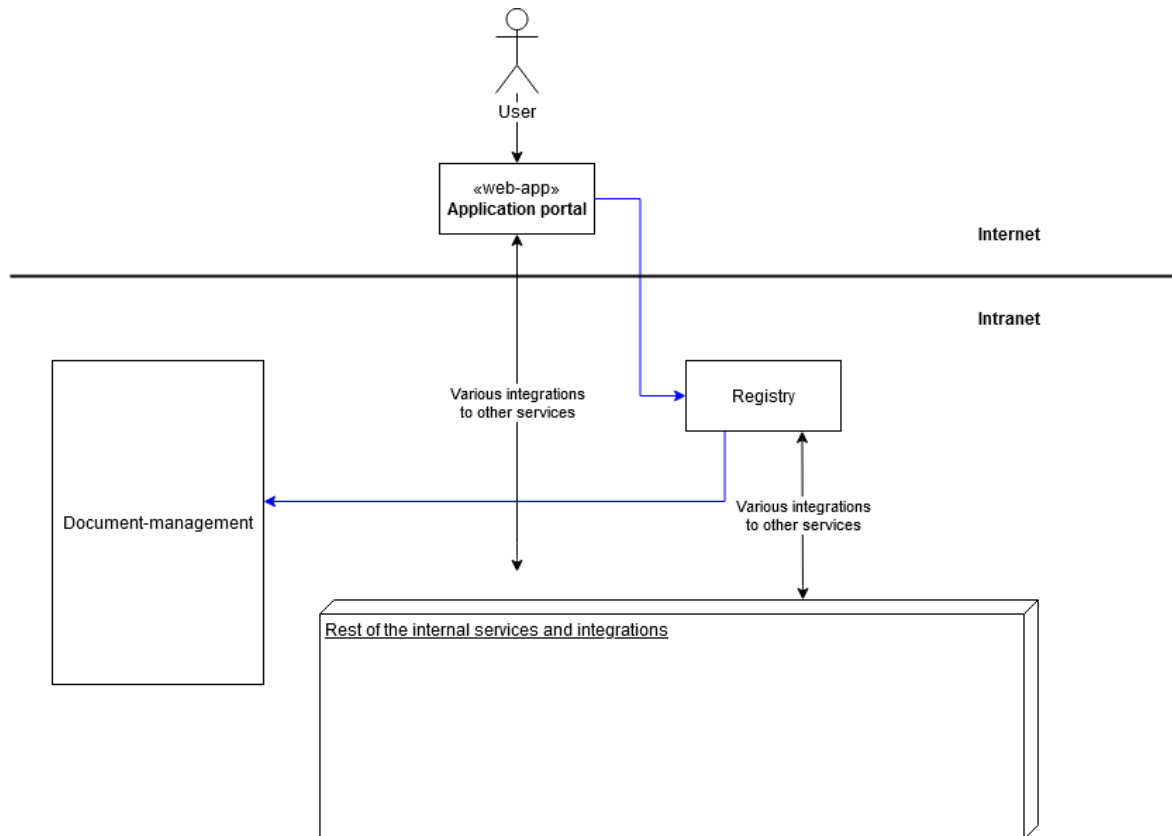 User
«web-app»
Application portal
Internet
Intranet
Various integrations
to other services
Registry
Various integrations
to other services
Document-management
Rest of the internal services and integrations